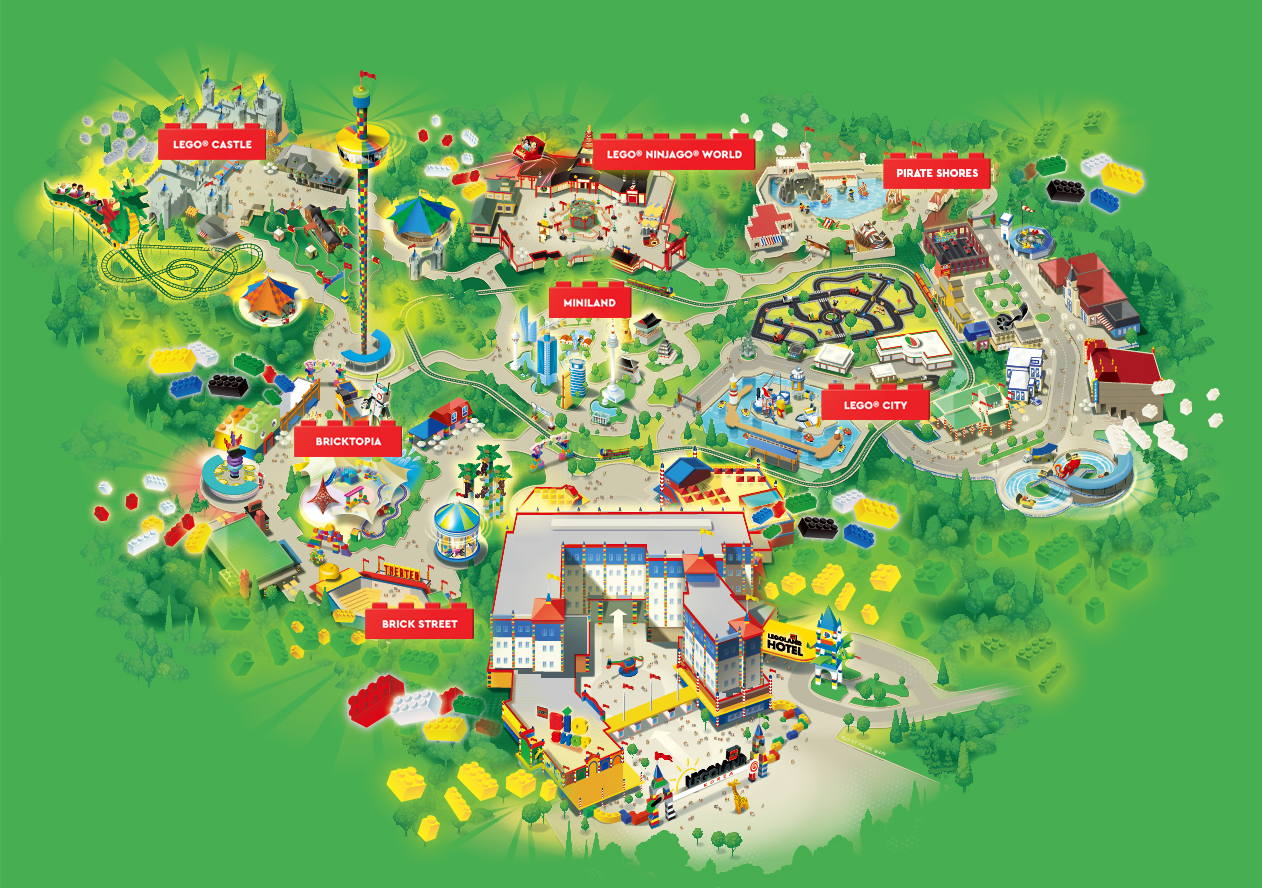 LEGO® CASTLE
LEGO® NINJAGO® WORLD
PIRATE SHORES
MINILAND
LEGO® CITY
BRICKTOPIA
THEATER
BRICK STREET
LEGOLAND
HOTEL
BIG
SHOP
LEGOLAND
KOREA